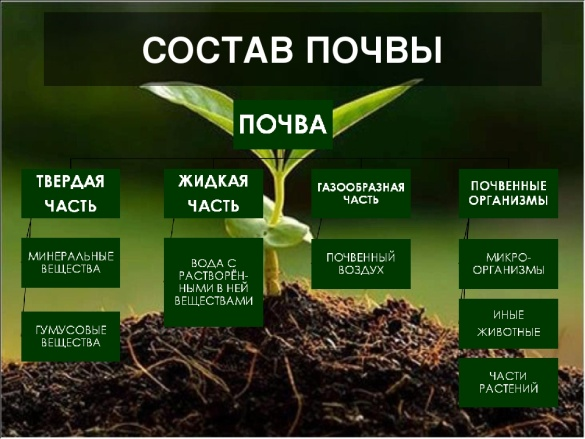 СОСТАВ ПОЧВЫ
ПОЧВА
ТВЕРДАЯ
ЧАСТЬ
МИНЕРАЛЬНЫЕ
ВЕЩЕСТВА
ГУМУСОВЫЕ
ВЕЩЕСТВА
ЖИДКАЯ
ЧАСТЬ
ВОДА С
РАСТВОРЁН-
НЫМИ В НЕЙ
ВЕЩЕСТВАМИ
ГАЗООБРАЗНАЯ
ЧАСТЬ
ПОЧВЕННЫЙ
ВОЗДУХ
ПОЧВЕННЫЕ
ОРГАНИЗМЫ
МИКРО-
ОРГАНИЗМЫ
ИНЫЕ
ЖИВОТНЫЕ
ЧАСТИ
РАСТЕНИЙ